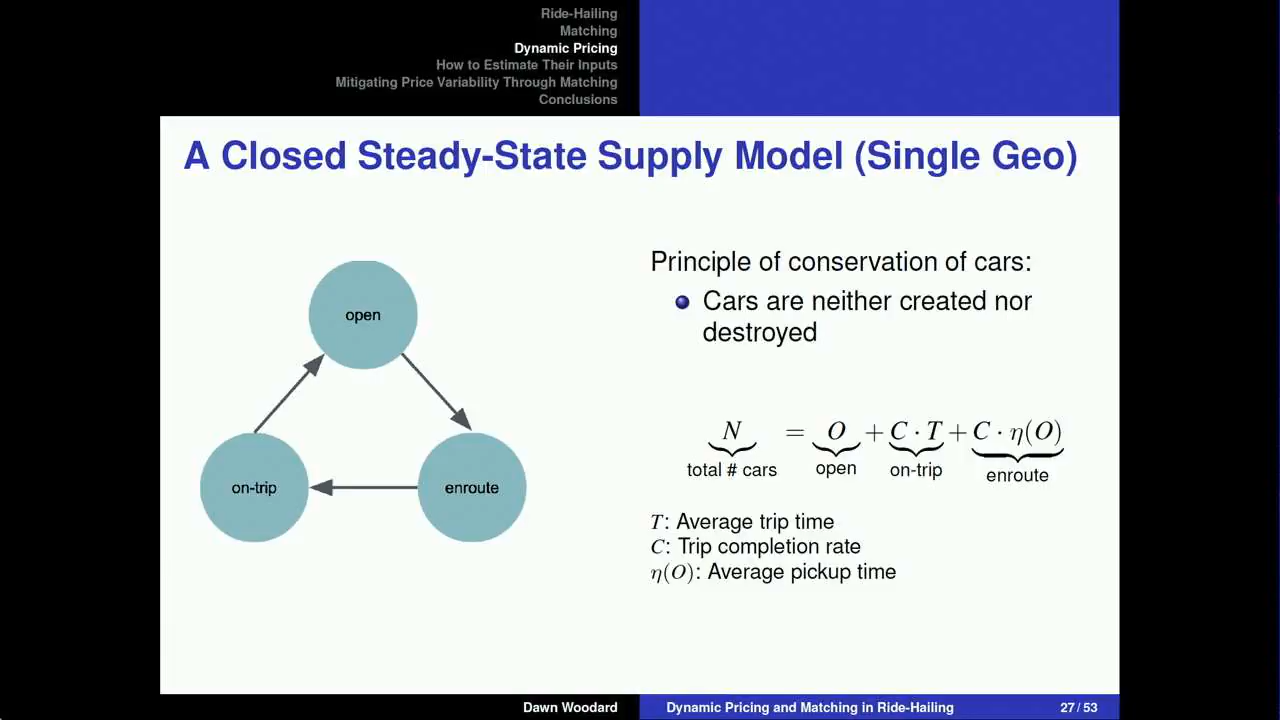 Ride-Hailing
Matching
Dynamic Pricing
How to Estimate Their Inputs
Mitigating Price Variability Through Matching
Conclusions
A Closed Steady-State Supply Model (Single Geo)
open
on-trip
enroute
Principle of conservation of cars:
Cars are neither created nor
destroyed
N = O + C · T + C · η(O)
total # cars open on-trip enroute
T: Average trip time
C: Trip completion rate
η(O): Average pickup time
Dawn Woodard
Dynamic Pricing and Matching in Ride-Hailing
27 / 53